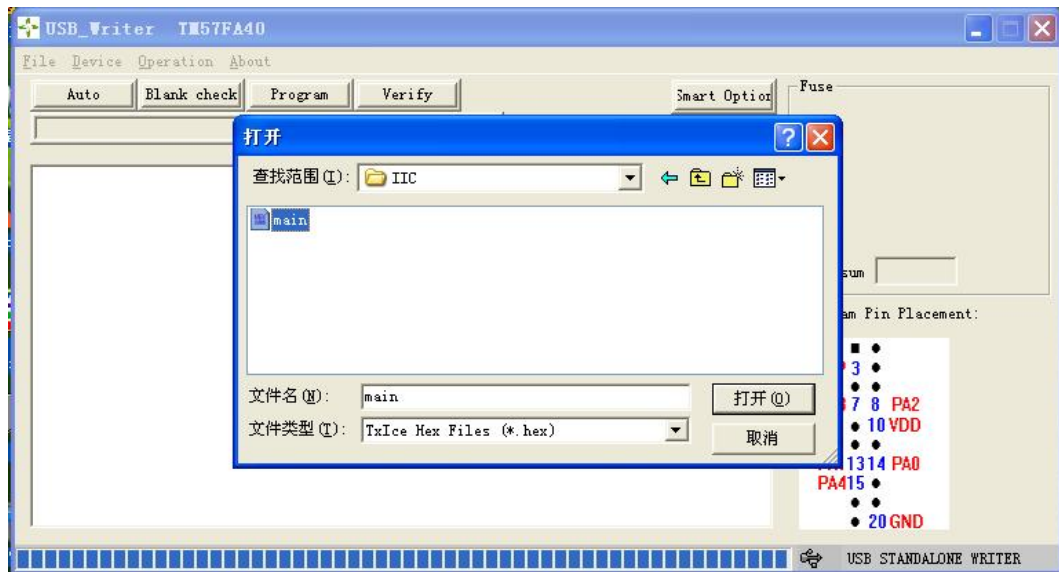 USB_Writer TM57FA40
File Device Operation About
Auto Blank check Program Verify Smart Option
Fuse
打开
查找范围(I): IIC
main
文件名(N): main
打开(O)
文件类型(T): TxIce Hex Files (*.hex)
取消
sum
am Pin Placement:
3
7 8 PA2
10 VDD
13 14 PA0
PA4 15
20 GND
USB STANDALONE WRITER